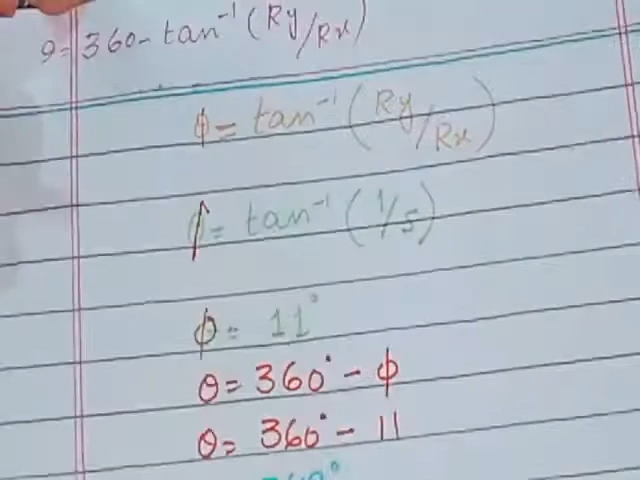 θ = 360 - tan⁻¹ (Ry/Rx)
ϕ = tan⁻¹ (Ry/Rx)
ϕ = tan⁻¹ (1/5)
ϕ = 11°
θ = 360° - ϕ
θ = 360° - 11